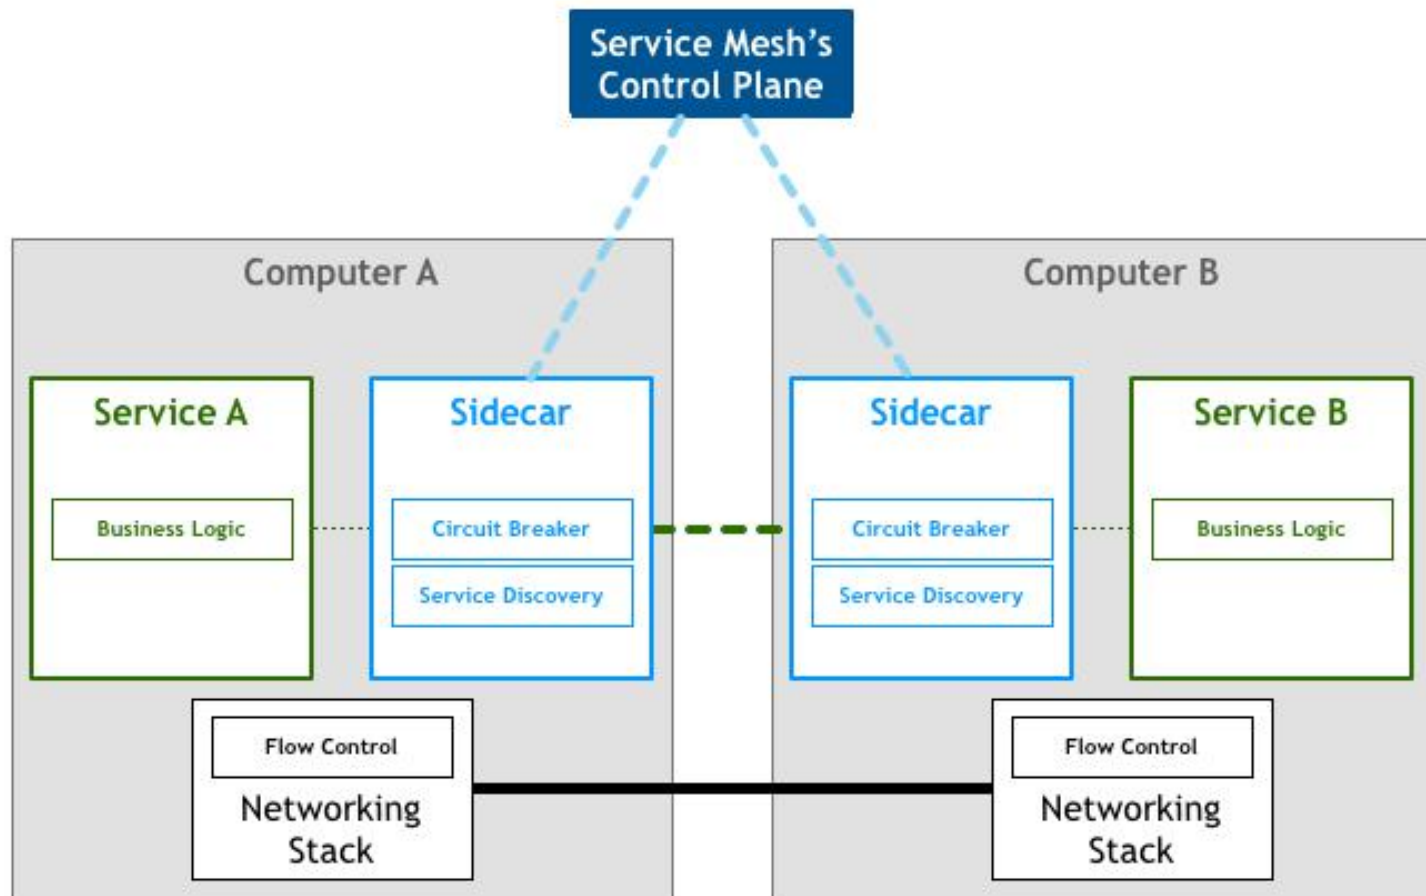 Service Mesh's
Control Plane
Computer A
Computer B
Service A
Sidecar
Sidecar
Service B
Business Logic
Circuit Breaker
Circuit Breaker
Business Logic
Service Discovery
Service Discovery
Flow Control
Flow Control
Networking
Stack
Networking
Stack